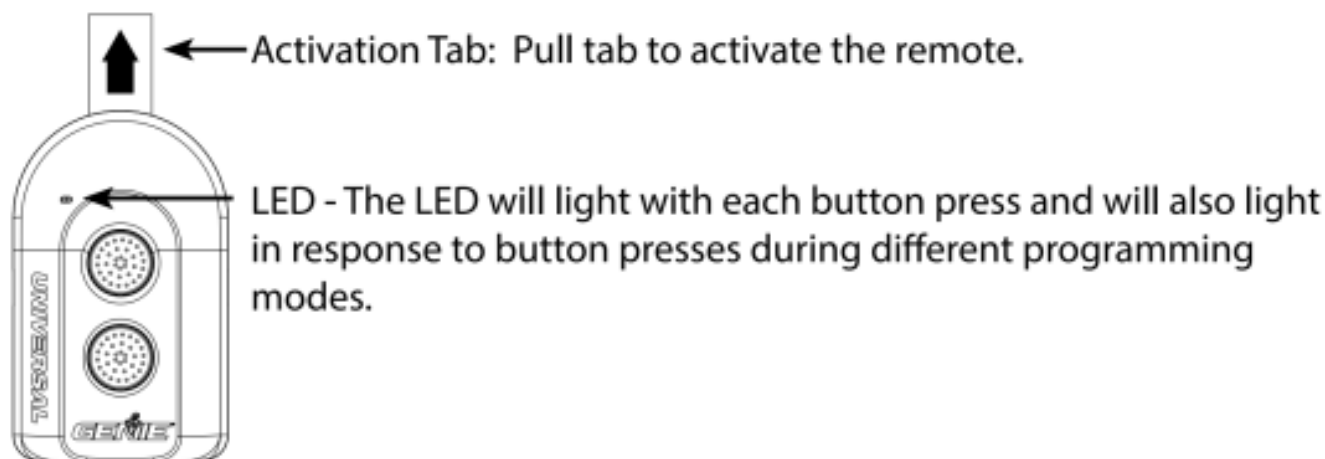 Activation Tab: Pull tab to activate the remote.
LED - The LED will light with each button press and will also light
in response to button presses during different programming
modes.
UNIVERSAL
GENIE